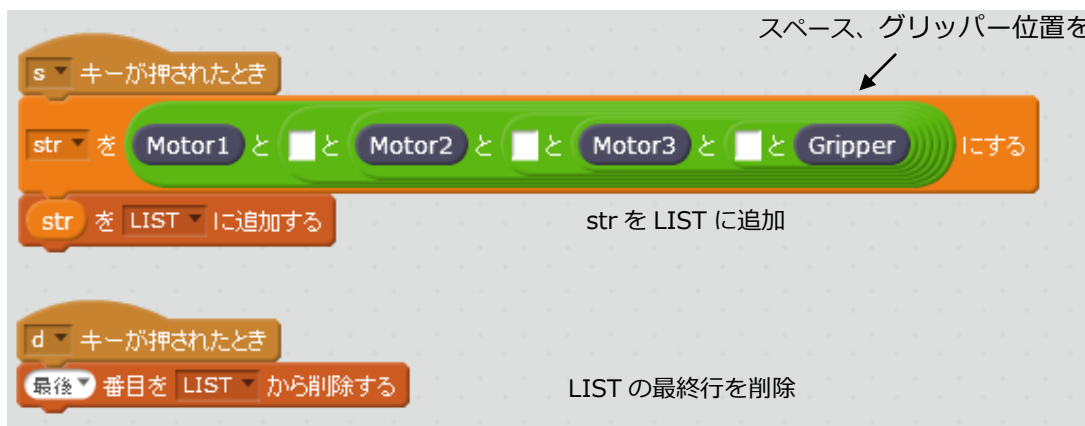 スペース、グリッパー位置を
s キーが押されたとき
str を Motor1 と と Motor2 と と Motor3 と と Gripper にする
str を LIST に追加する
str を LIST に追加
d キーが押されたとき
最後 番目を LIST から削除する
LIST の最終行を削除